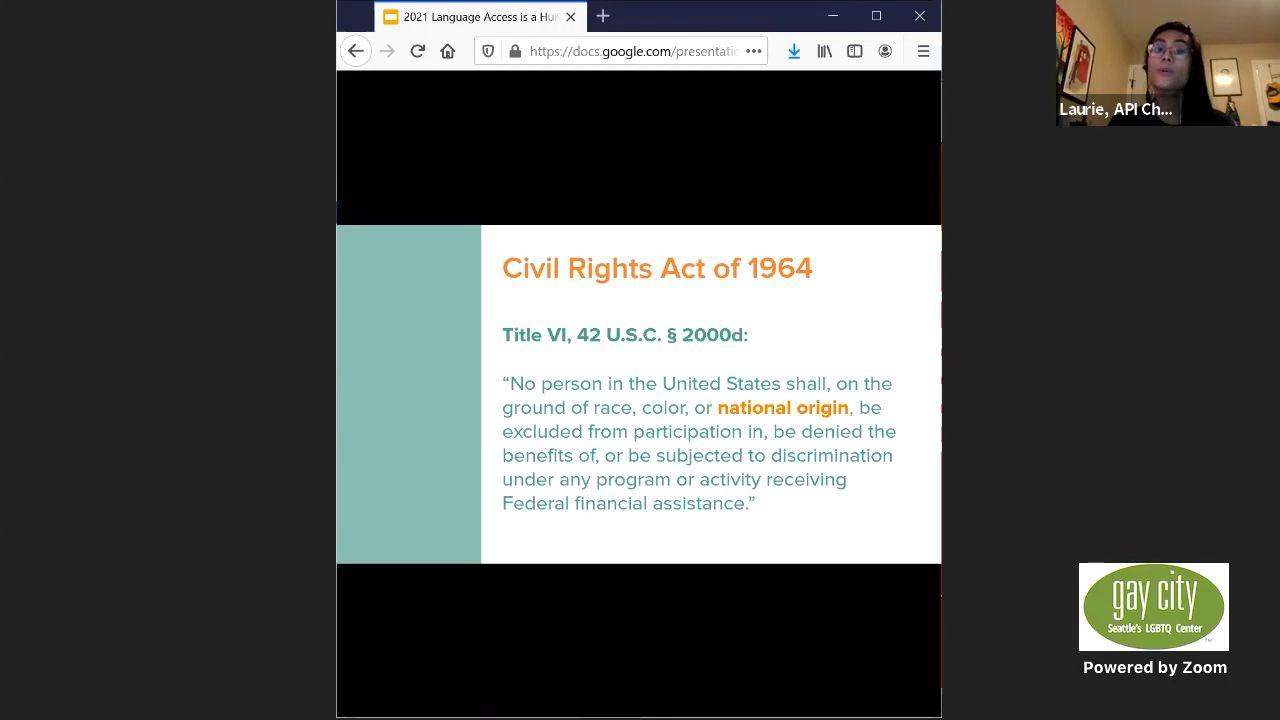 2021 Language Access is a Hu
https://docs.google.com/presentatio
Laurie, API Ch...
Civil Rights Act of 1964
Title VI, 42 U.S.C. § 2000d:
“No person in the United States shall, on the
ground of race, color, or national origin, be
excluded from participation in, be denied the
benefits of, or be subjected to discrimination
under any program or activity receiving
Federal financial assistance.”
gay city
Seattle's LGBTQ Center
TM
Powered by Zoom